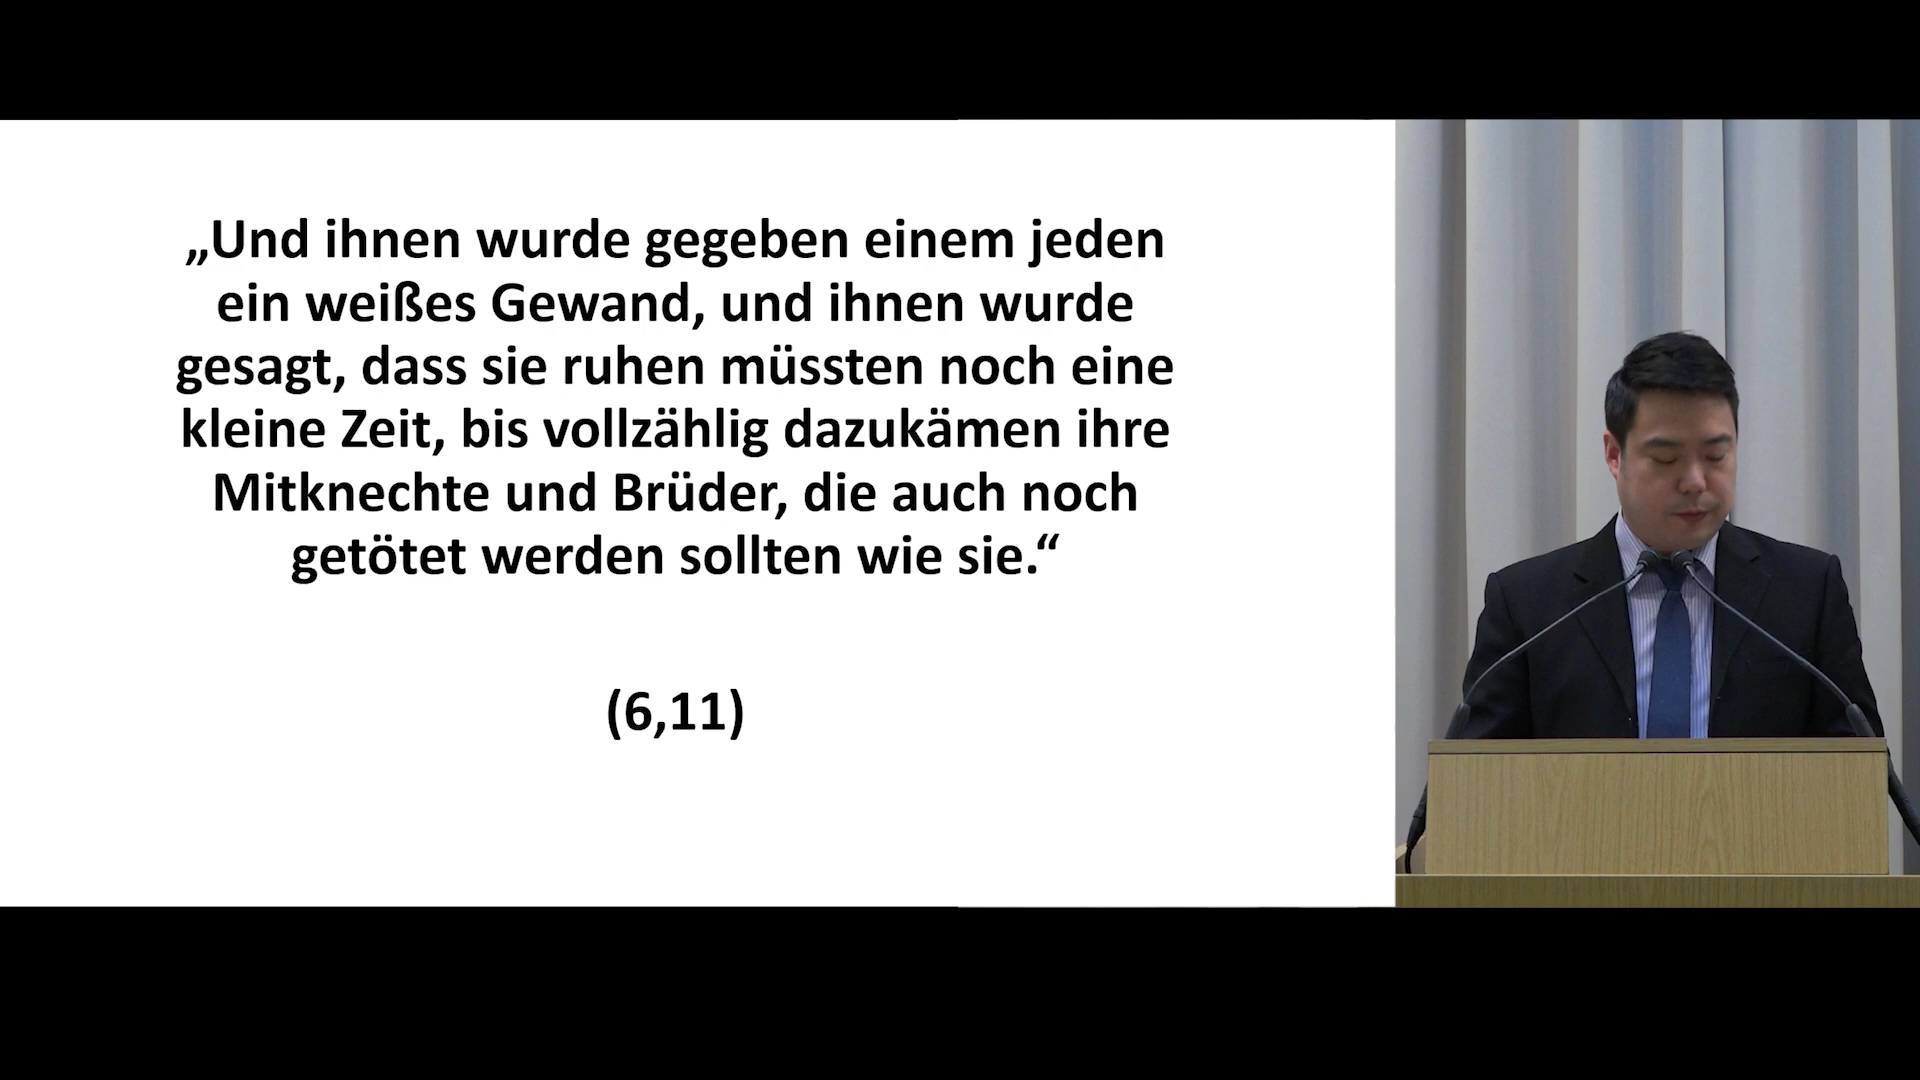 „Und ihnen wurde gegeben einem jeden
ein weißes Gewand, und ihnen wurde
gesagt, dass sie ruhen müssten noch eine
kleine Zeit, bis vollzählig dazukämen ihre
Mitknechte und Brüder, die auch noch
getötet werden sollten wie sie.“
(6,11)